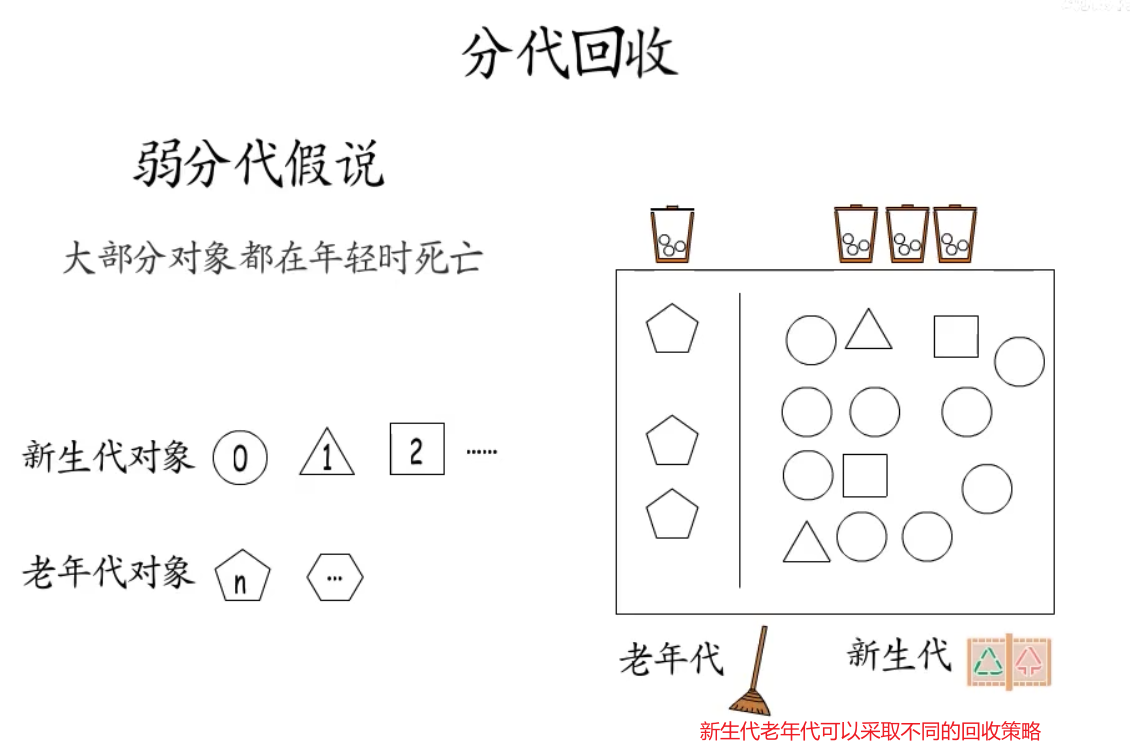 分代回收
弱分代假说
大部分对象都在年轻时死亡
新生代对象 0 1 2 ······
老年代对象 n ···
老年代 新生代
新生代老年代可以采取不同的回收策略